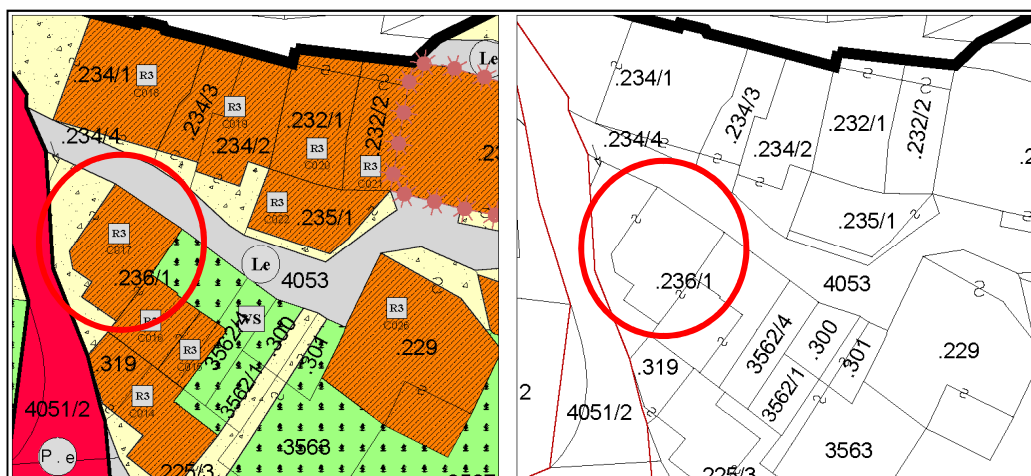 Le
.234/1
R3
C018
.234/3
R3
C019
.232/1
.232/2
.234/4
.234/2
R3
C020
R3
C021
R3
C022
.235/1
R3
C017
.236/1
Le
4053
R3
C016
R3
C015
VS
3562/4
.300
.301
R3
C026
.229
.319
3562/1
R3
C014
4051/2
3563
P.e
225/3
.234/1
.234/3
.232/1
.232/2
.234/4
.234/2
.235/1
.236/1
4053
3562/4
.300
.301
.229
.319
3562/1
4051/2
3563
225/3